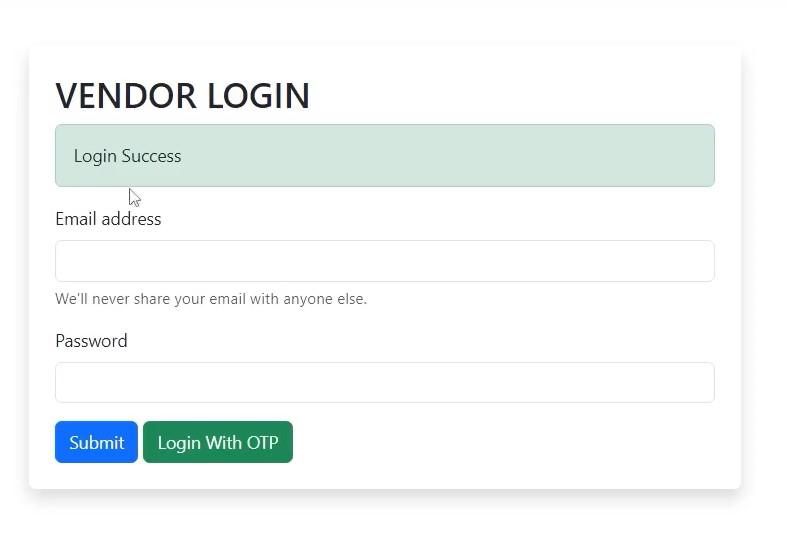 VENDOR LOGIN
Login Success
Email address
We'll never share your email with anyone else.
Password
Submit Login With OTP